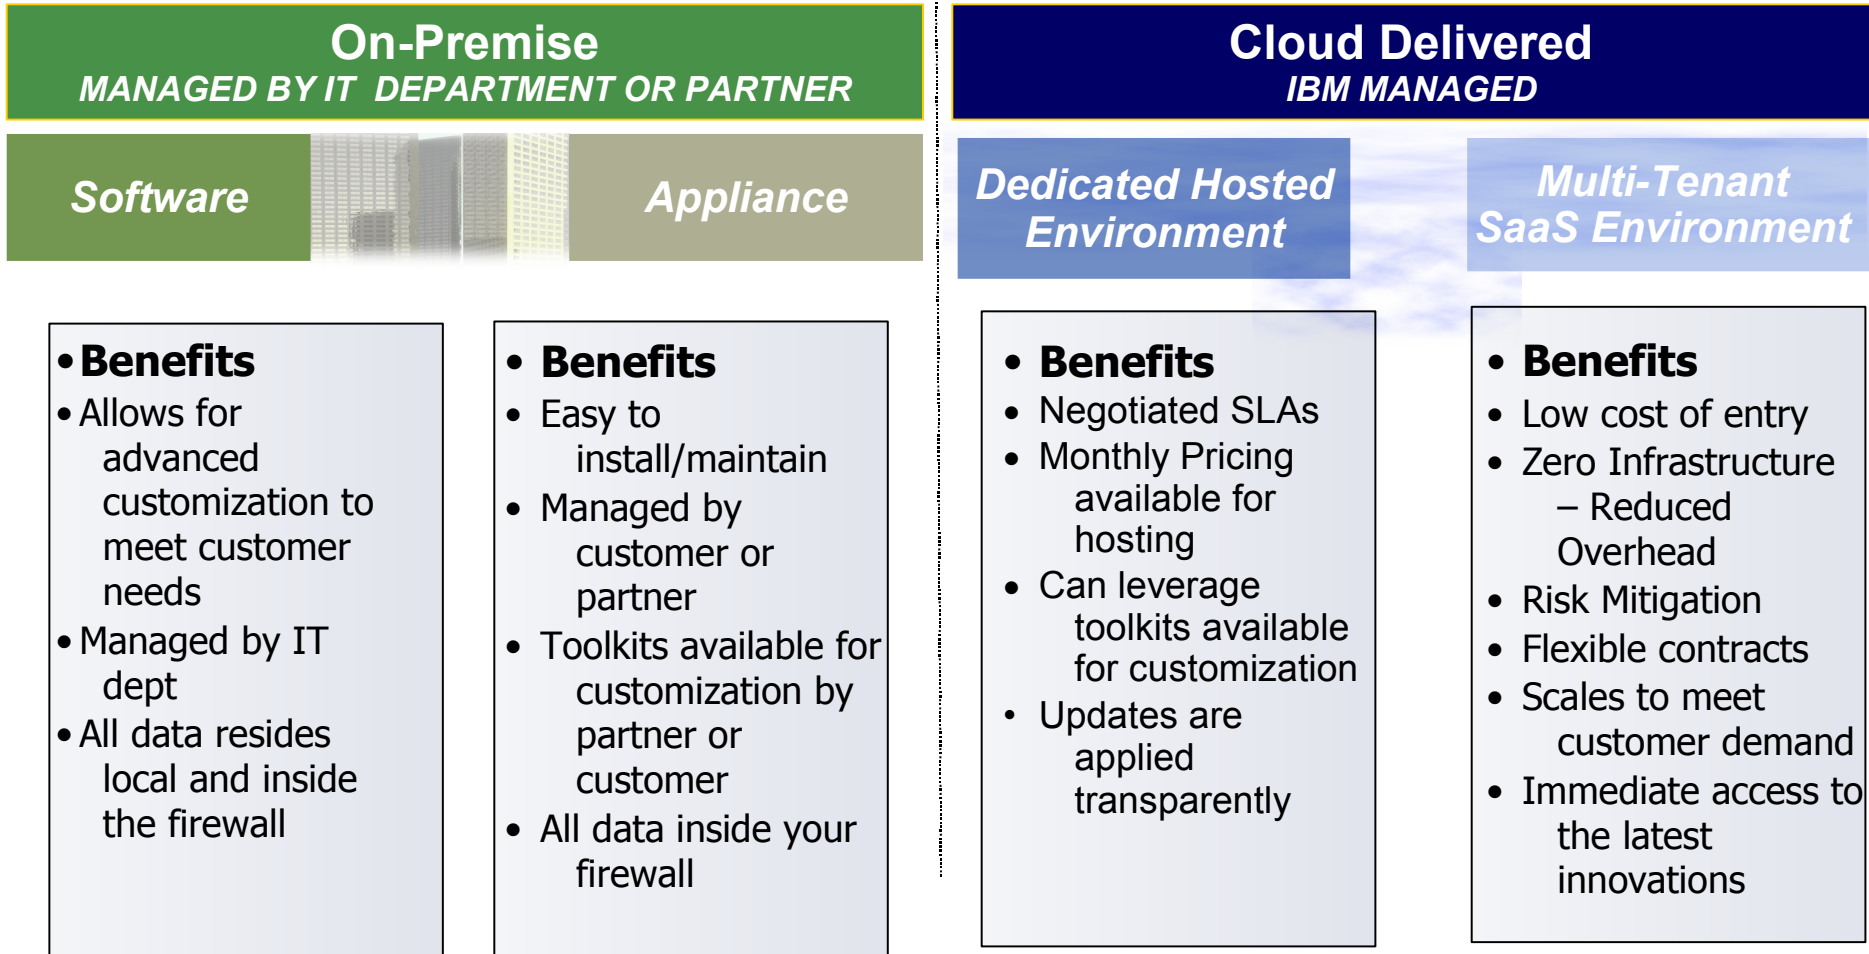 On-Premise
MANAGED BY IT DEPARTMENT OR PARTNER
Software
Appliance
• Benefits
• Allows for
advanced
customization to
meet customer
needs
• Managed by IT
dept
• All data resides
local and inside
the firewall
• Benefits
• Easy to
install/maintain
• Managed by
customer or
partner
• Toolkits available for
customization by
partner or
customer
• All data inside your
firewall
Cloud Delivered
IBM MANAGED
Dedicated Hosted
Environment
Multi-Tenant
SaaS Environment
• Benefits
• Negotiated SLAs
• Monthly Pricing
available for
hosting
• Can leverage
toolkits available
for customization
• Updates are
applied
transparently
• Benefits
• Low cost of entry
• Zero Infrastructure
– Reduced
Overhead
• Risk Mitigation
• Flexible contracts
• Scales to meet
customer demand
• Immediate access to
the latest
innovations